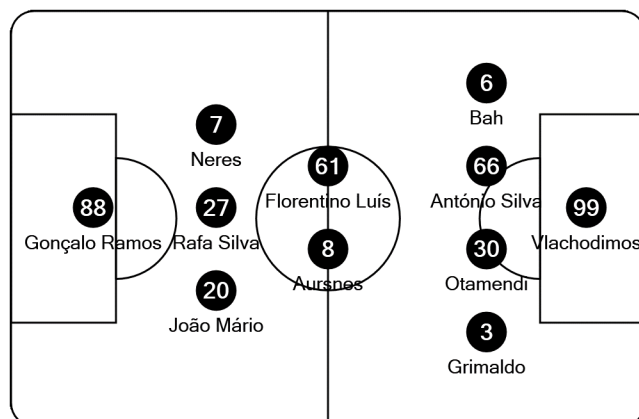 6
Bah
7
Neres
61
Florentino Luís
66
António Silva
88
Gonçalo Ramos
27
Rafa Silva
99
Vlachodimos
8
Aursnes
30
Otamendi
20
João Mário
3
Grimaldo